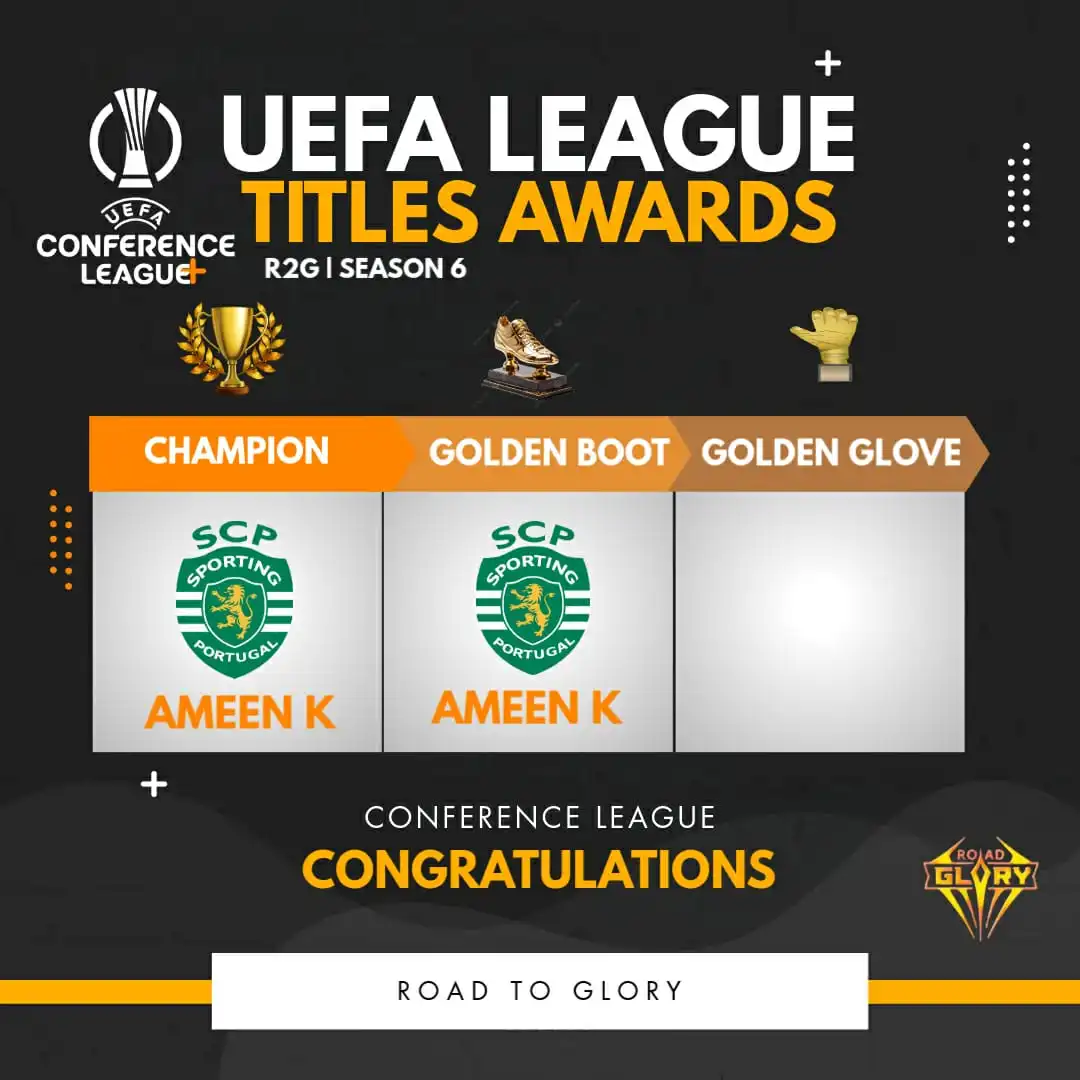 UEFA LEAGUE
TITLES AWARDS
R2G | SEASON 6
UEFA
CONFERENCE
LEAGUE
CHAMPION
GOLDEN BOOT
GOLDEN GLOVE
SCP
SPORTING
PORTUGAL
AMEEN K
SCP
SPORTING
PORTUGAL
AMEEN K
CONFERENCE LEAGUE
CONGRATULATIONS
ROAD
GLORY
ROAD TO GLORY